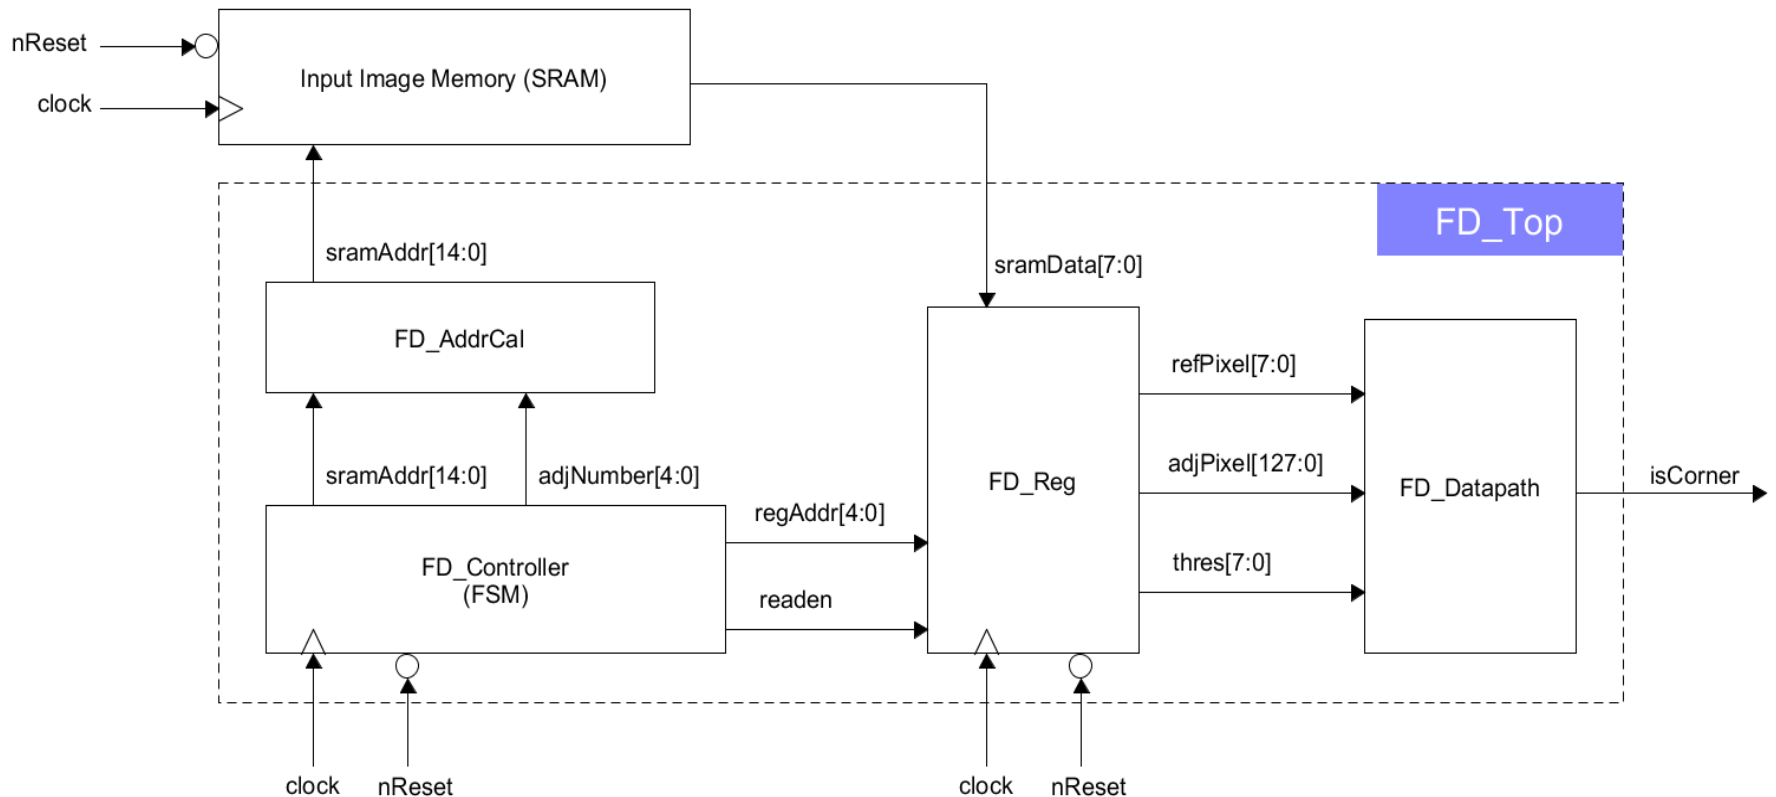 nReset
Input Image Memory (SRAM)
clock
FD_Top
sramAddr[14:0]
sramData[7:0]
FD_AddrCal
refPixel[7:0]
sramAddr[14:0]
adjNumber[4:0]
adjPixel[127:0]
isCorner
FD_Reg
FD_Datapath
regAddr[4:0]
FD_Controller
(FSM)
thres[7:0]
readen
clock
nReset
clock
nReset